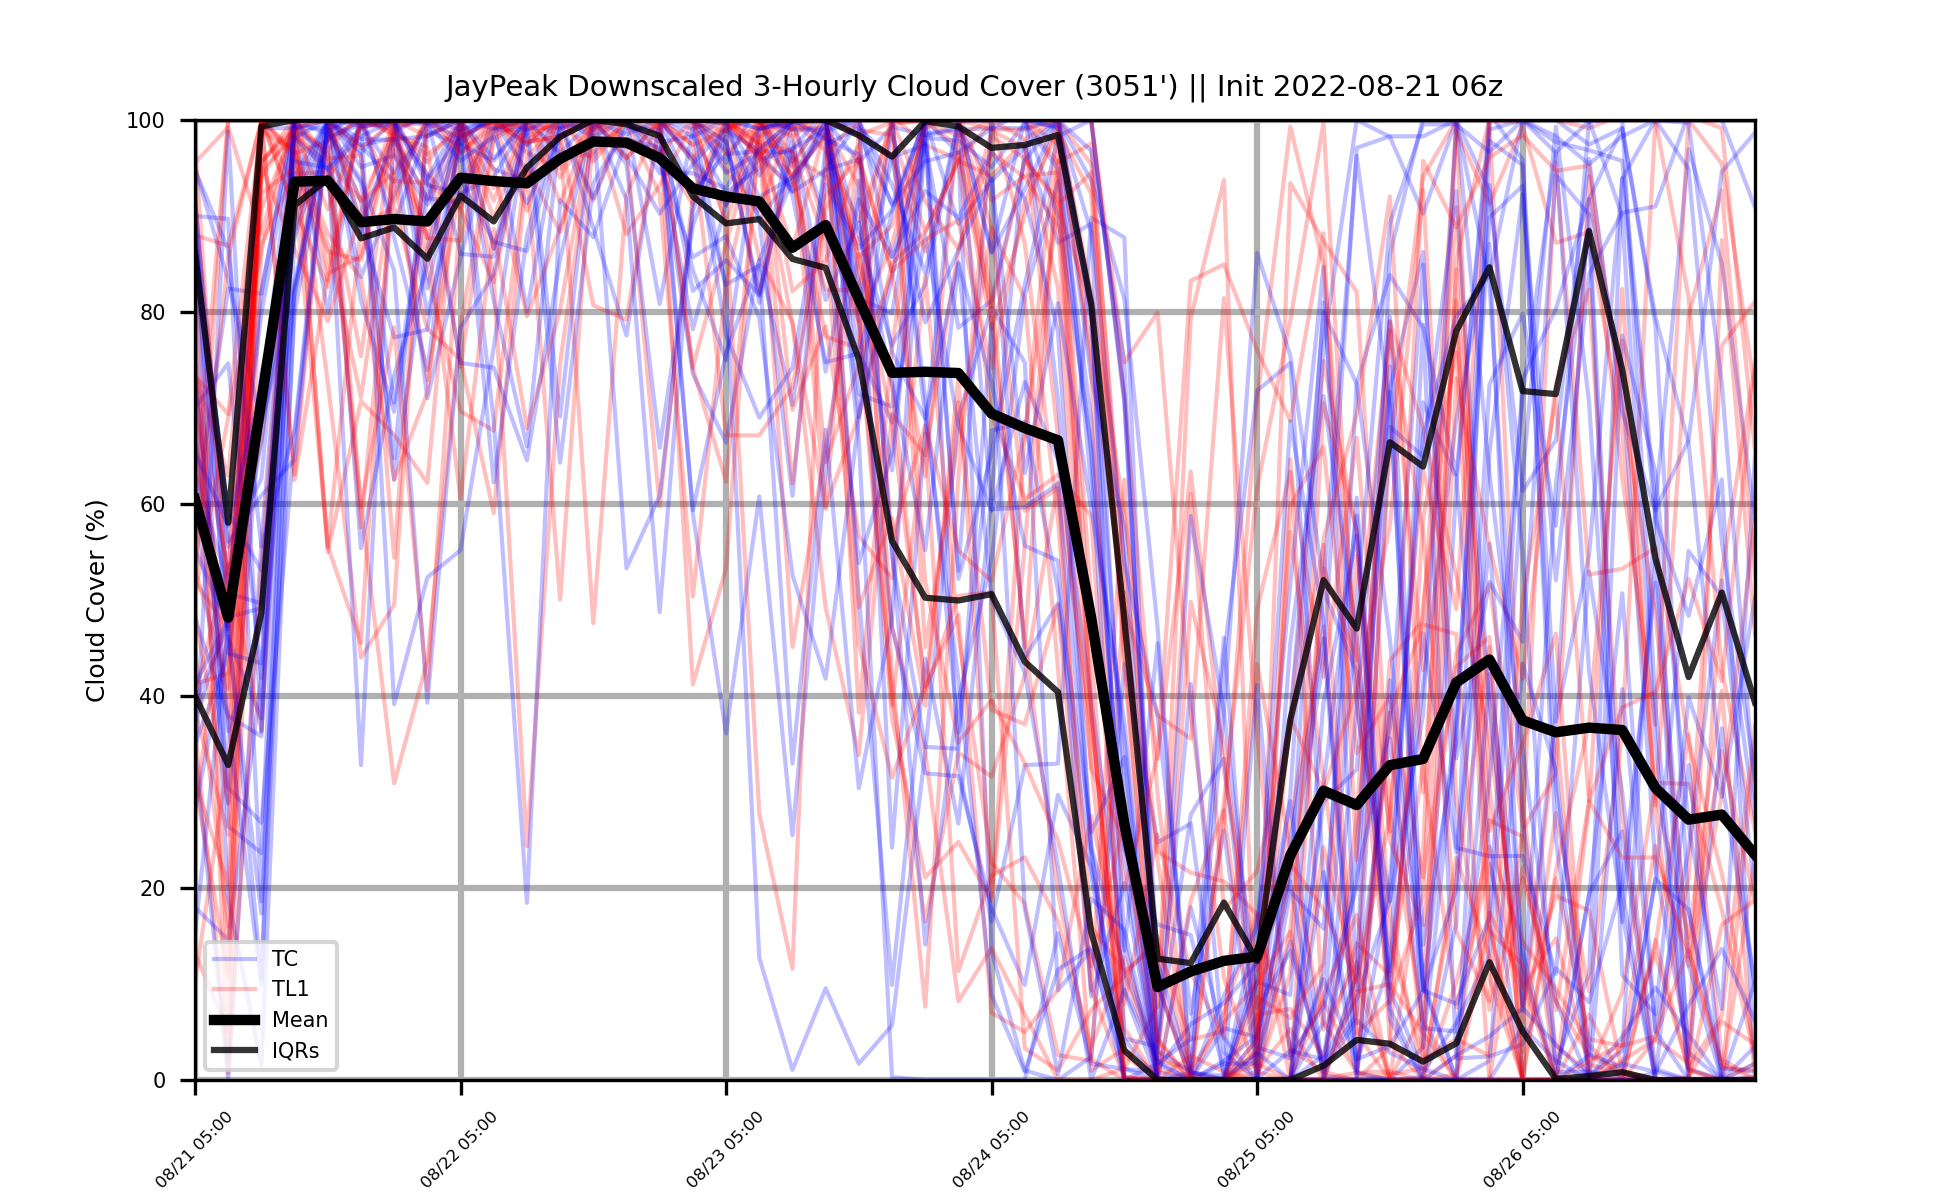 JayPeak Downscaled 3-Hourly Cloud Cover (3051') || Init 2022-08-21 06z
Cloud Cover (%)
100
80
60
40
20
0
TC
TL1
Mean
IQRs
08/21 05:00
08/22 05:00
08/23 05:00
08/24 05:00
08/25 05:00
08/26 05:00